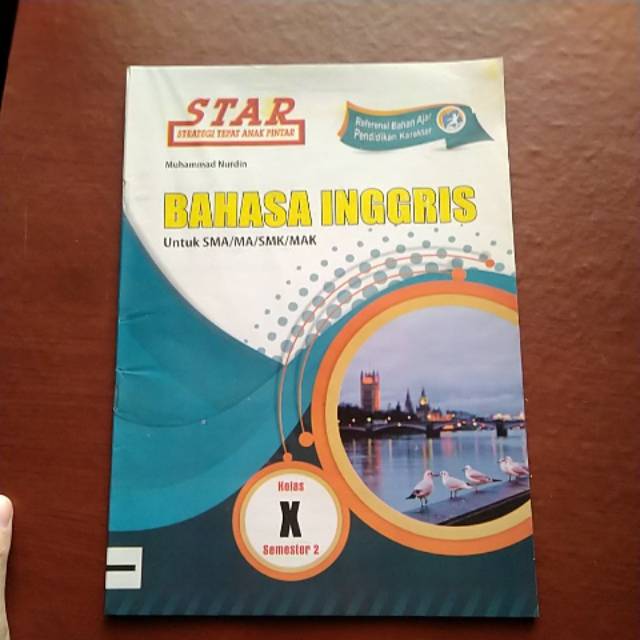 STAR
STRATEGI TEPAT ANAK PINTAR
Referensi Bahan Ajar
Pendidikan Karakter
Muhammad Nurdin
BAHASA INGGRIS
Untuk SMA/MA/SMK/MAK
Kelas
X
Semester 2